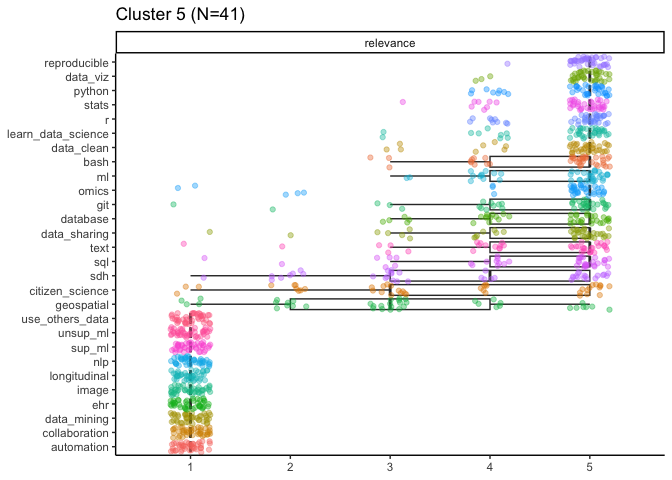 Cluster 5 (N=41)
relevance
reproducible
data_viz
python
stats
r
learn_data_science
data_clean
bash
ml
omics
git
database
data_sharing
text
sql
sdh
citizen_science
geospatial
use_others_data
unsup_ml
sup_ml
nlp
longitudinal
image
ehr
data_mining
collaboration
automation
1 2 3 4 5